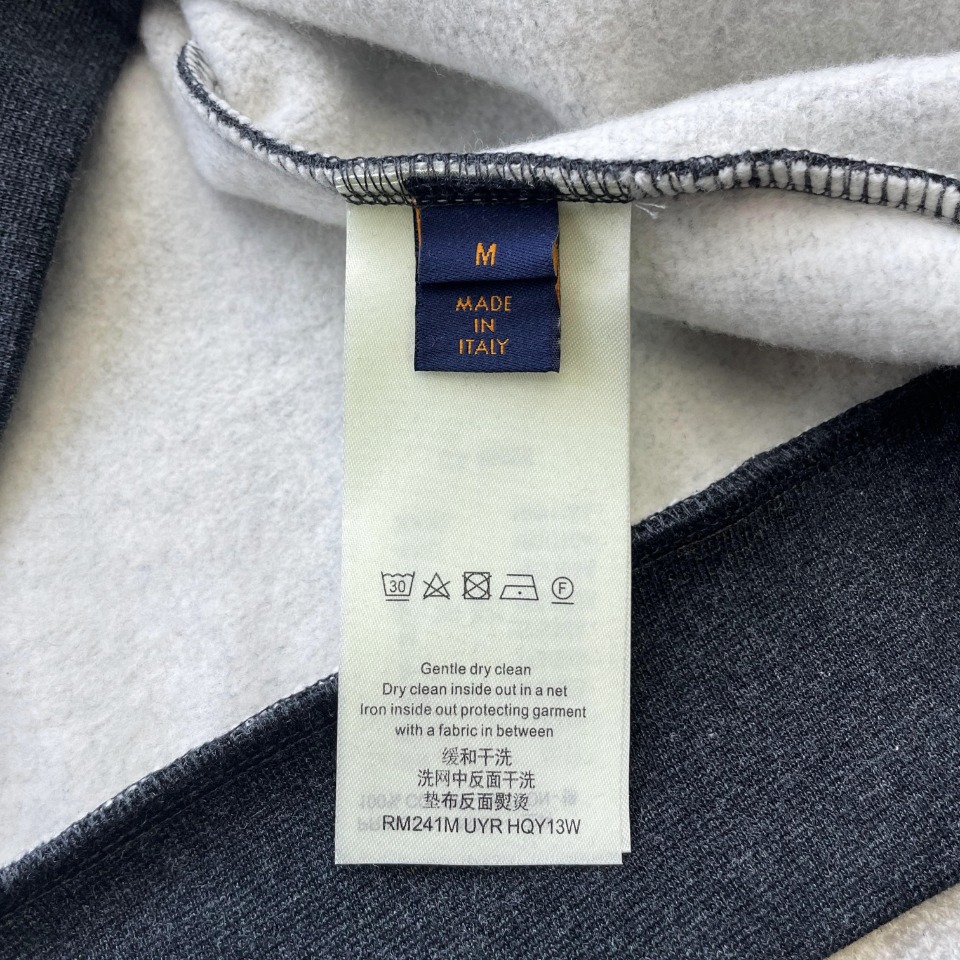 M
MADE
IN
ITALY
30
F
Gentle dry clean
Dry clean inside out in a net
Iron inside out protecting garment
with a fabric in between
缓和干洗
洗网中反面干洗
垫布反面熨烫
RM241M UYR HQY13W